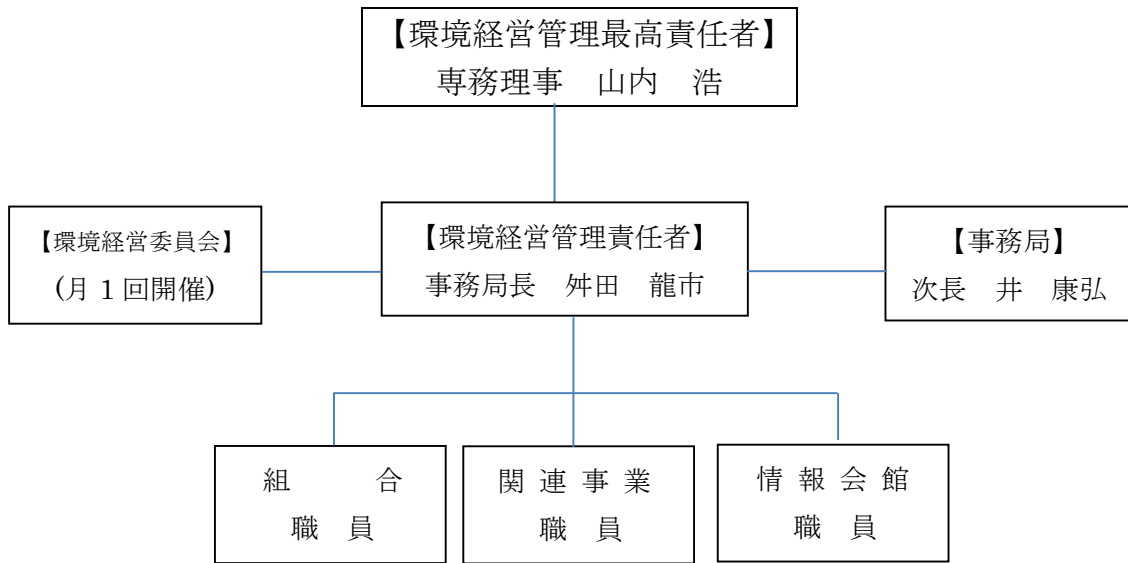 【環境経営管理最高責任者】
専務理事　山内　浩
【環境経営委員会】
(月 1 回開催)
【環境経営管理責任者】
事務局長　舛田　龍市
【事務局】
次長　井　康弘
組　　　合
職　員
関 連 事 業
職　員
情 報 会 館
職　員